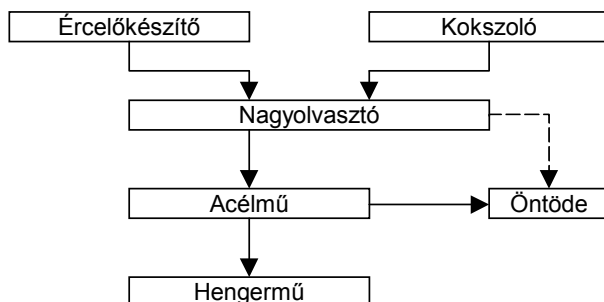 Ércelőkészítő
Kokszoló
Nagyolvasztó
Acélmű
Öntöde
Hengermű